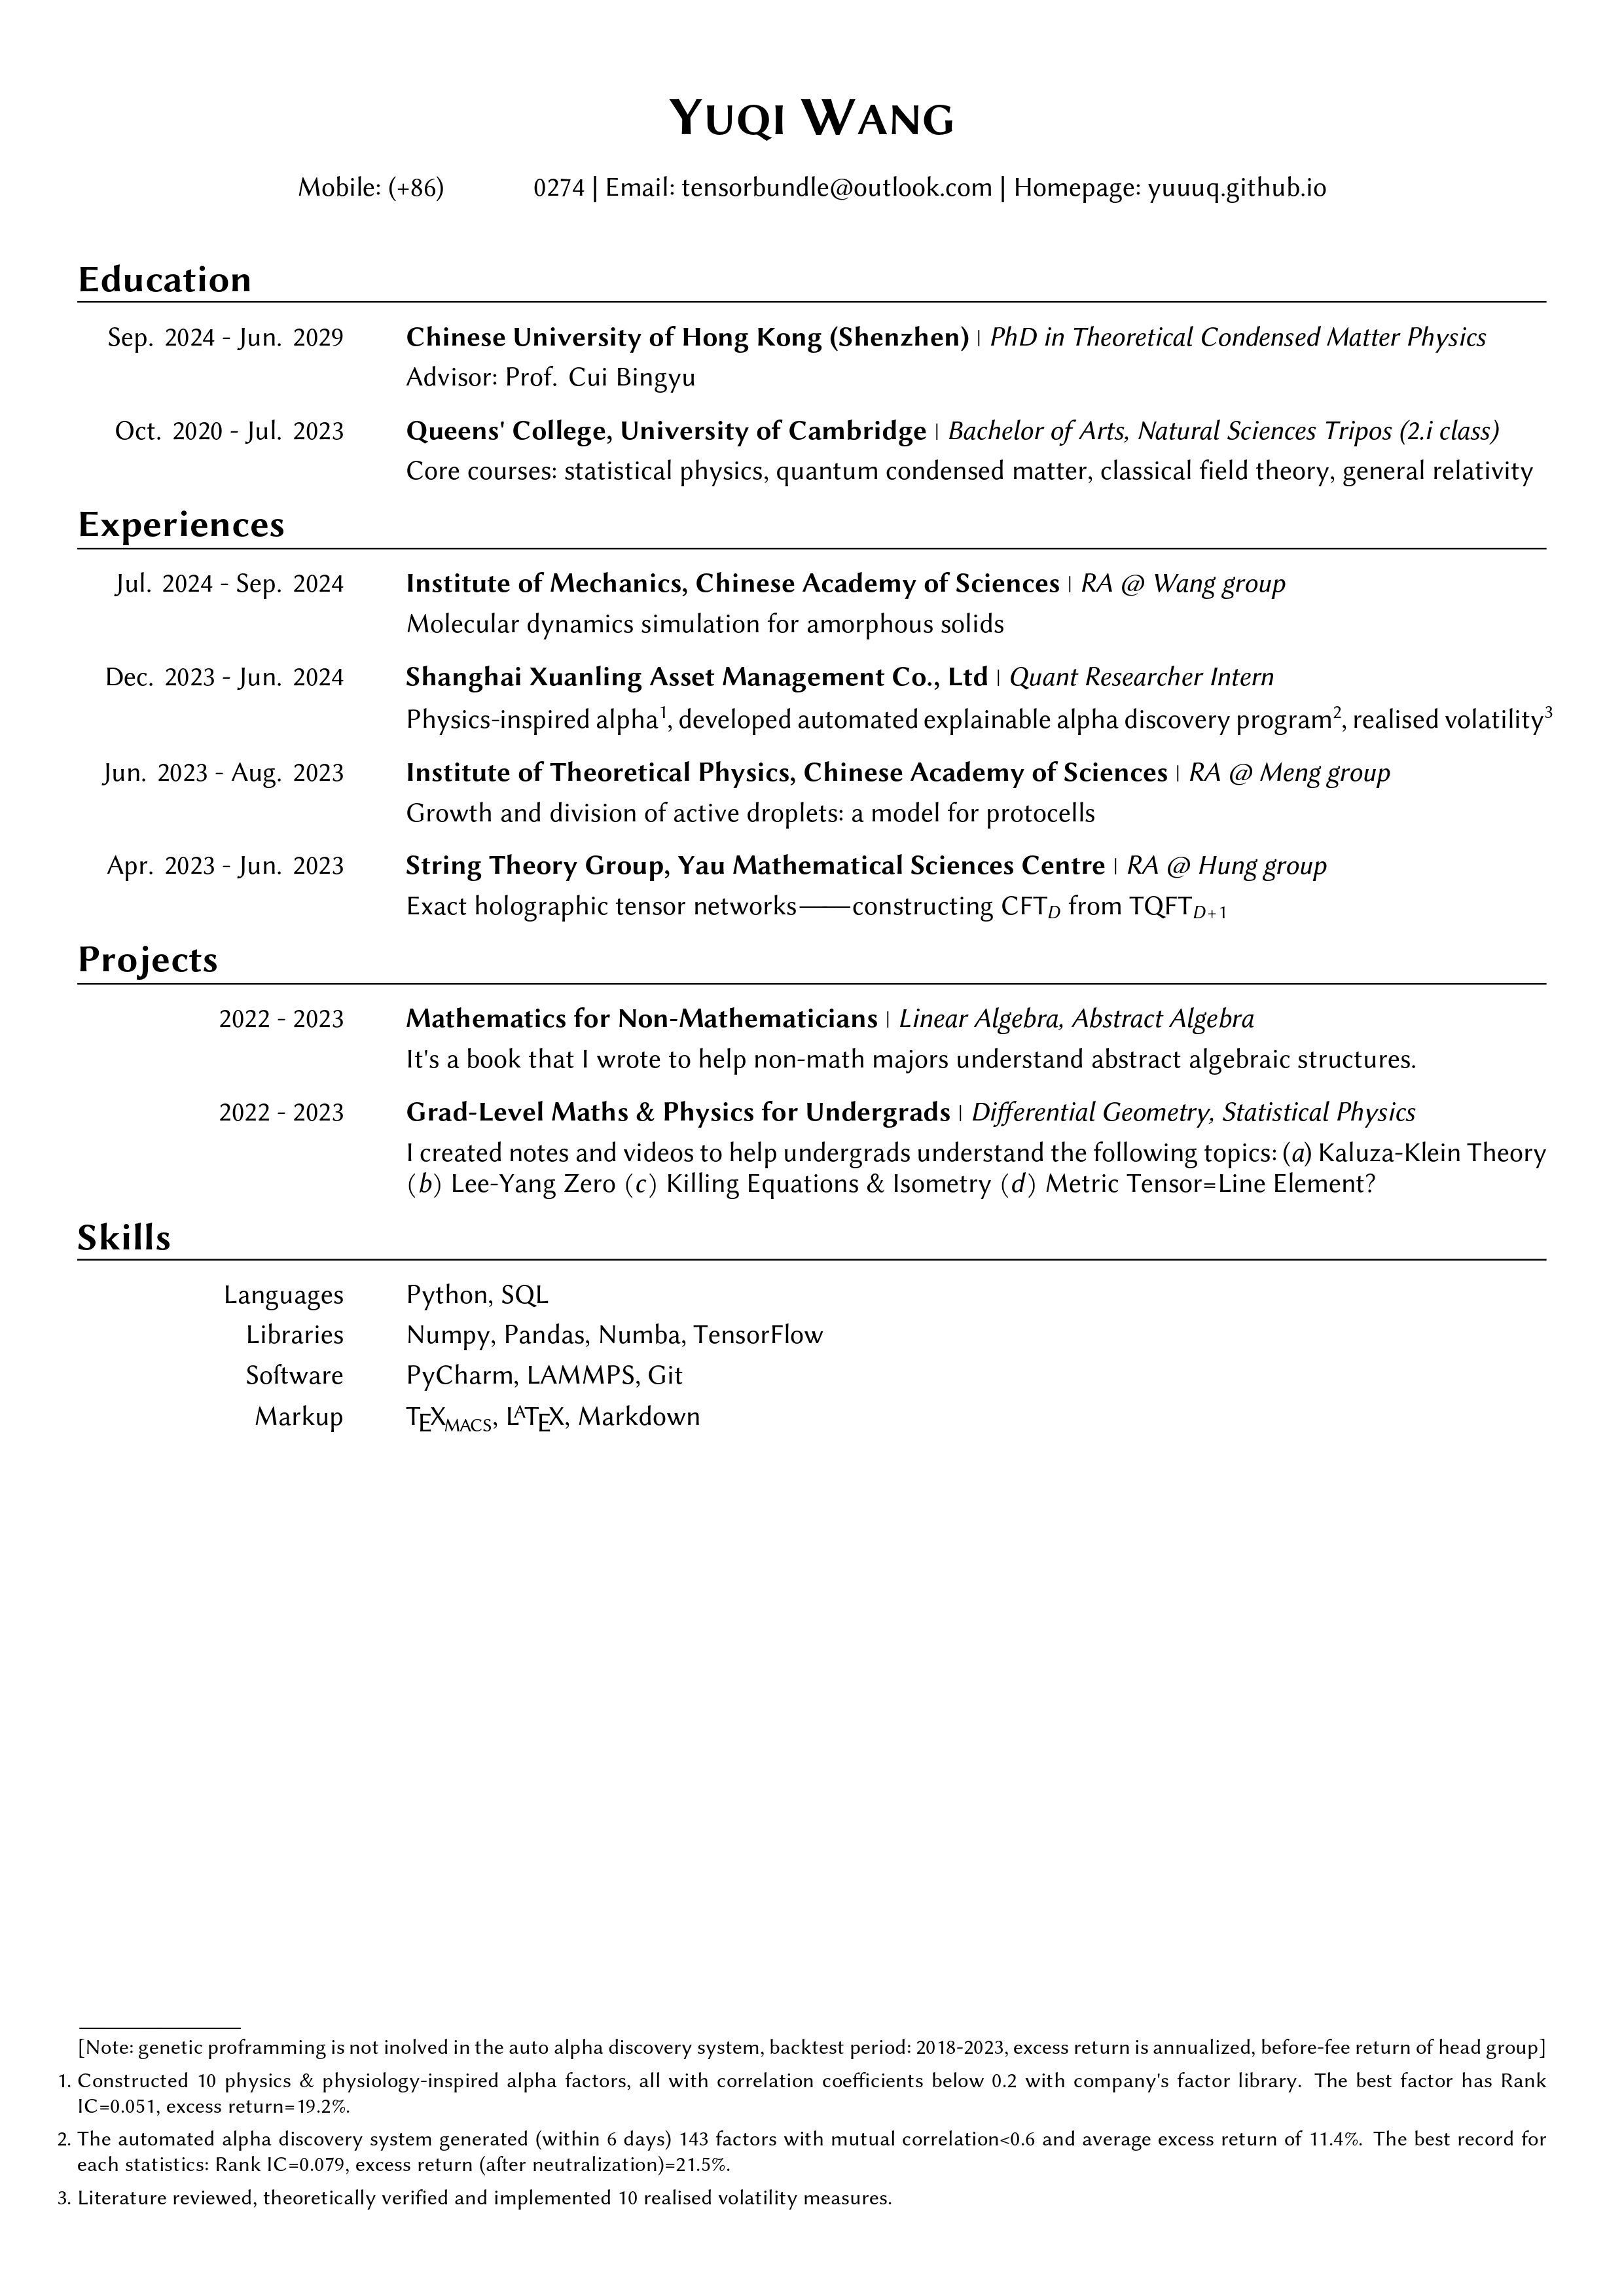 YUQI WANG
Mobile: (+86) 0274 | Email: tensorbundle@outlook.com | Homepage: yuuuq.github.io
Education
Sep. 2024 - Jun. 2029 Chinese University of Hong Kong (Shenzhen) | PhD in Theoretical Condensed Matter Physics
Advisor: Prof. Cui Bingyu
Oct. 2020 - Jul. 2023 Queens' College, University of Cambridge | Bachelor of Arts, Natural Sciences Tripos (2.i class)
Core courses: statistical physics, quantum condensed matter, classical field theory, general relativity
Experiences
Jul. 2024 - Sep. 2024 Institute of Mechanics, Chinese Academy of Sciences | RA @ Wang group
Molecular dynamics simulation for amorphous solids
Dec. 2023 - Jun. 2024 Shanghai Xuanling Asset Management Co., Ltd | Quant Researcher Intern
Physics-inspired alpha¹, developed automated explainable alpha discovery program², realised volatility³
Jun. 2023 - Aug. 2023 Institute of Theoretical Physics, Chinese Academy of Sciences | RA @ Meng group
Growth and division of active droplets: a model for protocells
Apr. 2023 - Jun. 2023 String Theory Group, Yau Mathematical Sciences Centre | RA @ Hung group
Exact holographic tensor networks——constructing CFT_D from TQFT_{D+1}
Projects
2022 - 2023 Mathematics for Non-Mathematicians | Linear Algebra, Abstract Algebra
It's a book that I wrote to help non-math majors understand abstract algebraic structures.
2022 - 2023 Grad-Level Maths & Physics for Undergrads | Differential Geometry, Statistical Physics
I created notes and videos to help undergrads understand the following topics: (a) Kaluza-Klein Theory
(b) Lee-Yang Zero (c) Killing Equations & Isometry (d) Metric Tensor=Line Element?
Skills
Languages Python, SQL
Libraries Numpy, Pandas, Numba, TensorFlow
Software PyCharm, LAMMPS, Git
Markup TEXMACS, LATEX, Markdown
[Note: genetic proframming is not inolved in the auto alpha discovery system, backtest period: 2018-2023, excess return is annualized, before-fee return of head group]
1. Constructed 10 physics & physiology-inspired alpha factors, all with correlation coefficients below 0.2 with company's factor library. The best factor has Rank
IC=0.051, excess return=19.2%.
2. The automated alpha discovery system generated (within 6 days) 143 factors with mutual correlation<0.6 and average excess return of 11.4%. The best record for
each statistics: Rank IC=0.079, excess return (after neutralization)=21.5%.
3. Literature reviewed, theoretically verified and implemented 10 realised volatility measures.